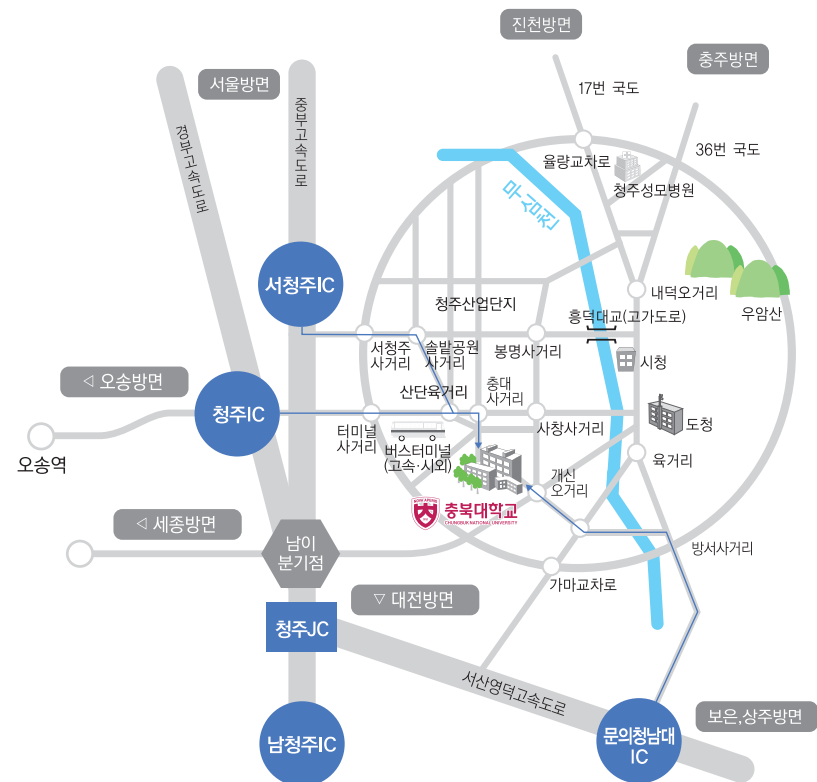 진천방면
충주방면
서울방면
17번 국도
중부고속도로
경부고속도로
36번 국도
율량교차로
청주성모병원
무심천
서청주IC
내덕오거리
우암산
청주산업단지
흥덕대교(고가도로)
서청주
사거리
솔밭공원
사거리
봉명사거리
시청
◁ 오송방면
산단육거리
충대
사거리
청주IC
터미널
사거리
버스터미널
(고속·시외)
사창사거리
도청
오송역
육거리
개신
오거리
충북대학교
CHUNGBUK NATIONAL UNIVERSITY
◁ 세종방면
남이
분기점
방서사거리
가마교차로
▽ 대전방면
청주JC
서산영덕고속도로
남청주IC
문의청남대
IC
보은,상주방면